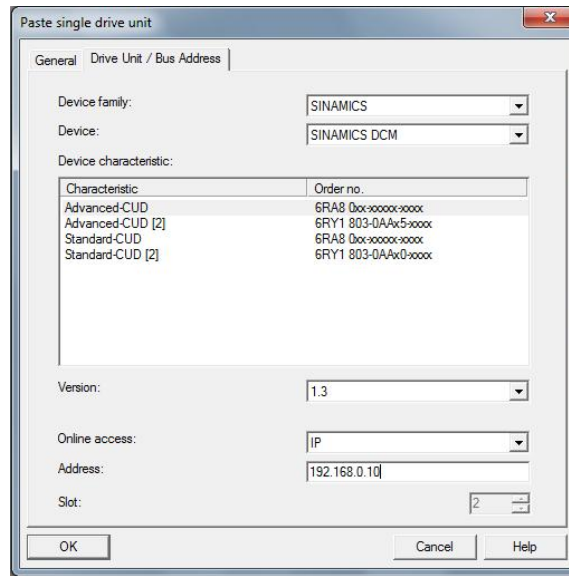 Paste single drive unit
General Drive Unit / Bus Address
Device family: SINAMICS
Device: SINAMICS DCM
Device characteristic:
Characteristic Order no.
Advanced-CUD 6RA8 0xx-xxxxx-xxxx
Advanced-CUD [2] 6RY1 803-0AAx5-xxxx
Standard-CUD 6RA8 0xx-xxxxx-xxxx
Standard-CUD [2] 6RY1 803-0AAx0-xxxx
Version: 1.3
Online access: IP
Address: 192.168.0.10
Slot: 2
OK Cancel Help